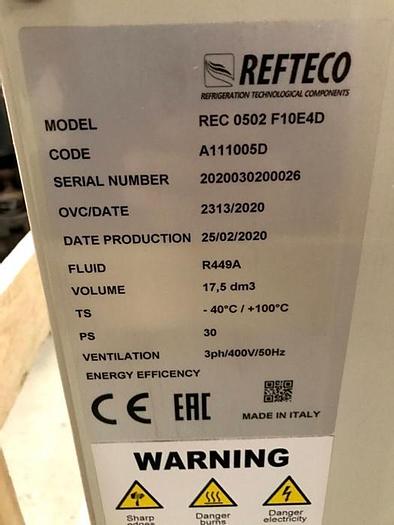 REFTECO
REFRIGERATION TECHNOLOGICAL COMPONENTS
MODEL REC 0502 F10E4D
CODE A111005D
SERIAL NUMBER 2020030200026
OVC/DATE 2313/2020
DATE PRODUCTION 25/02/2020
FLUID R449A
VOLUME 17,5 dm3
TS - 40°C / +100°C
PS 30
VENTILATION 3ph/400V/50Hz
ENERGY EFFICENCY
CE EAC MADE IN ITALY
WARNING
Sharp Danger Danger
edges burns electricity